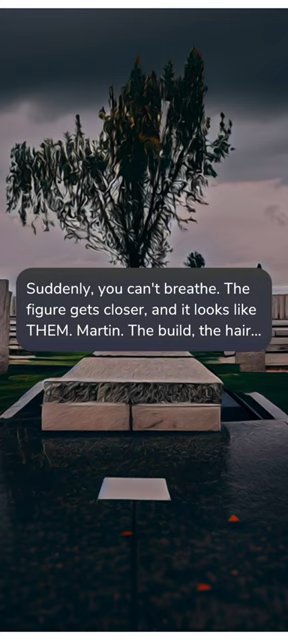 Suddenly, you can't breathe. The
figure gets closer, and it looks like
THEM. Martin. The build, the hair...